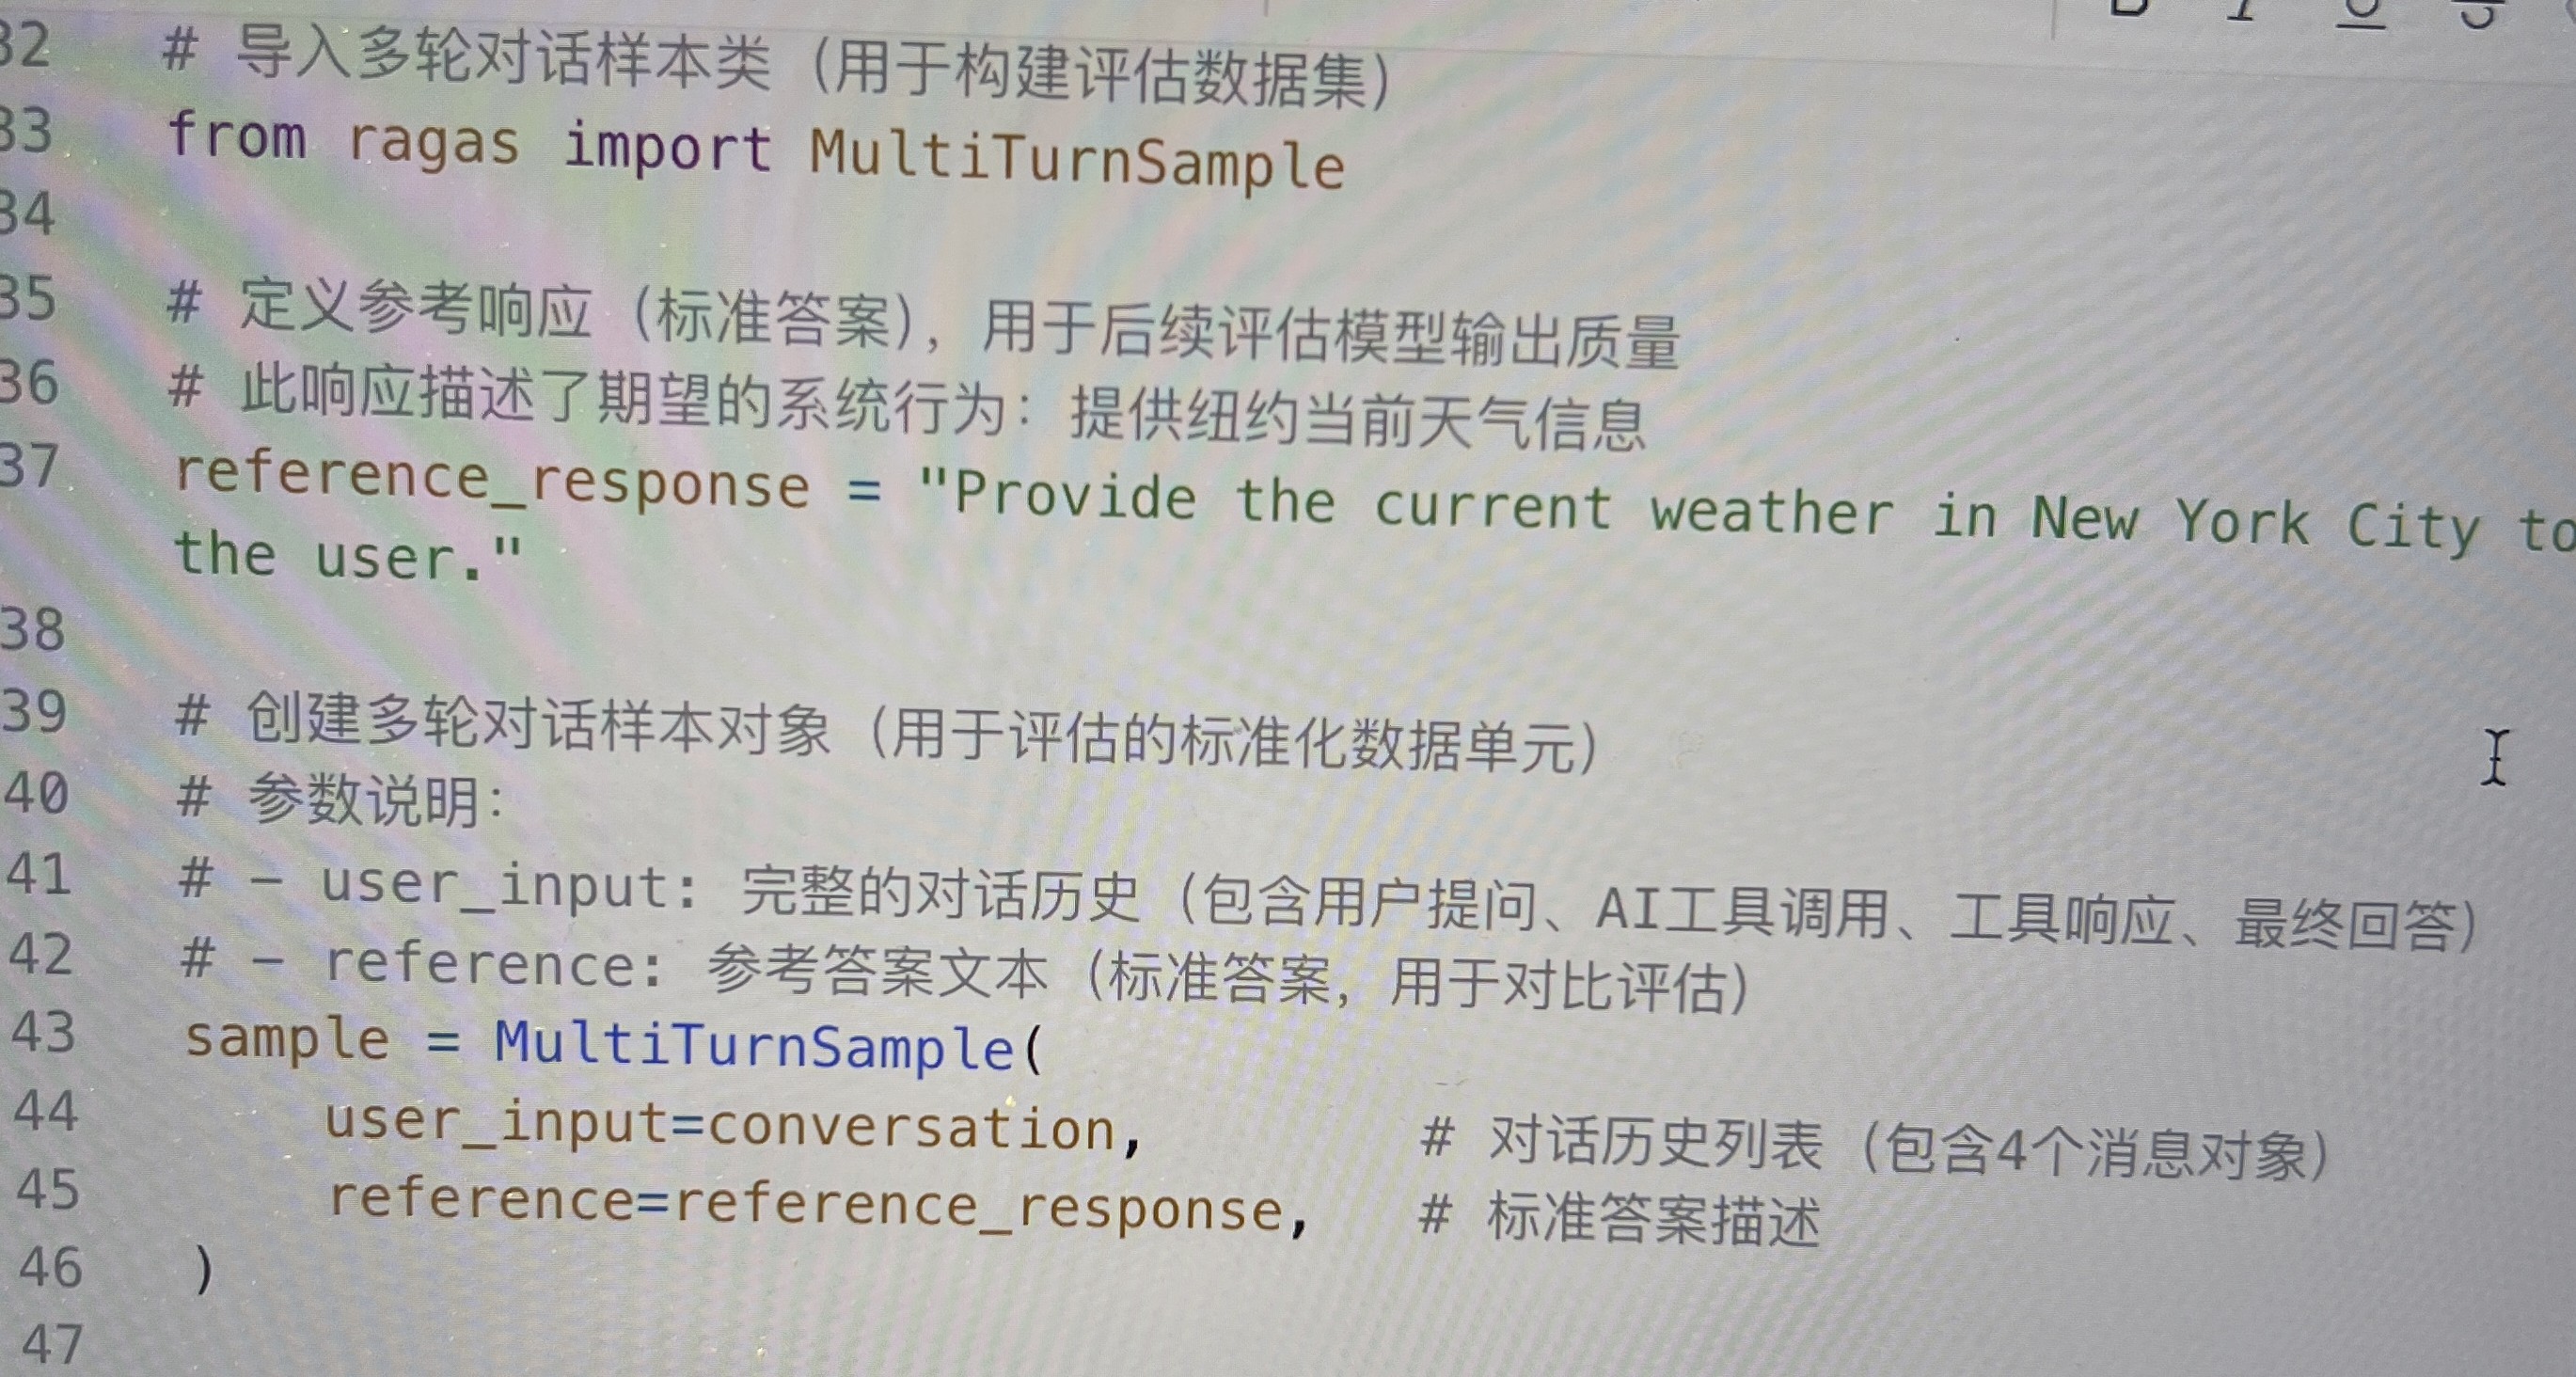 32 # 导入多轮对话样本类（用于构建评估数据集）
33 from ragas import MultiTurnSample
34
35 # 定义参考响应（标准答案），用于后续评估模型输出质量
36 # 此响应描述了期望的系统行为：提供纽约当前天气信息
37 reference_response = "Provide the current weather in New York City to
the user."
38
39 # 创建多轮对话样本对象（用于评估的标准化数据单元）
40 # 参数说明：
41 # - user_input: 完整的对话历史（包含用户提问、AI工具调用、工具响应、最终回答）
42 # - reference: 参考答案文本（标准答案，用于对比评估）
43 sample = MultiTurnSample(
44     user_input=conversation,        # 对话历史列表（包含4个消息对象）
45     reference=reference_response,   # 标准答案描述
46 )
47